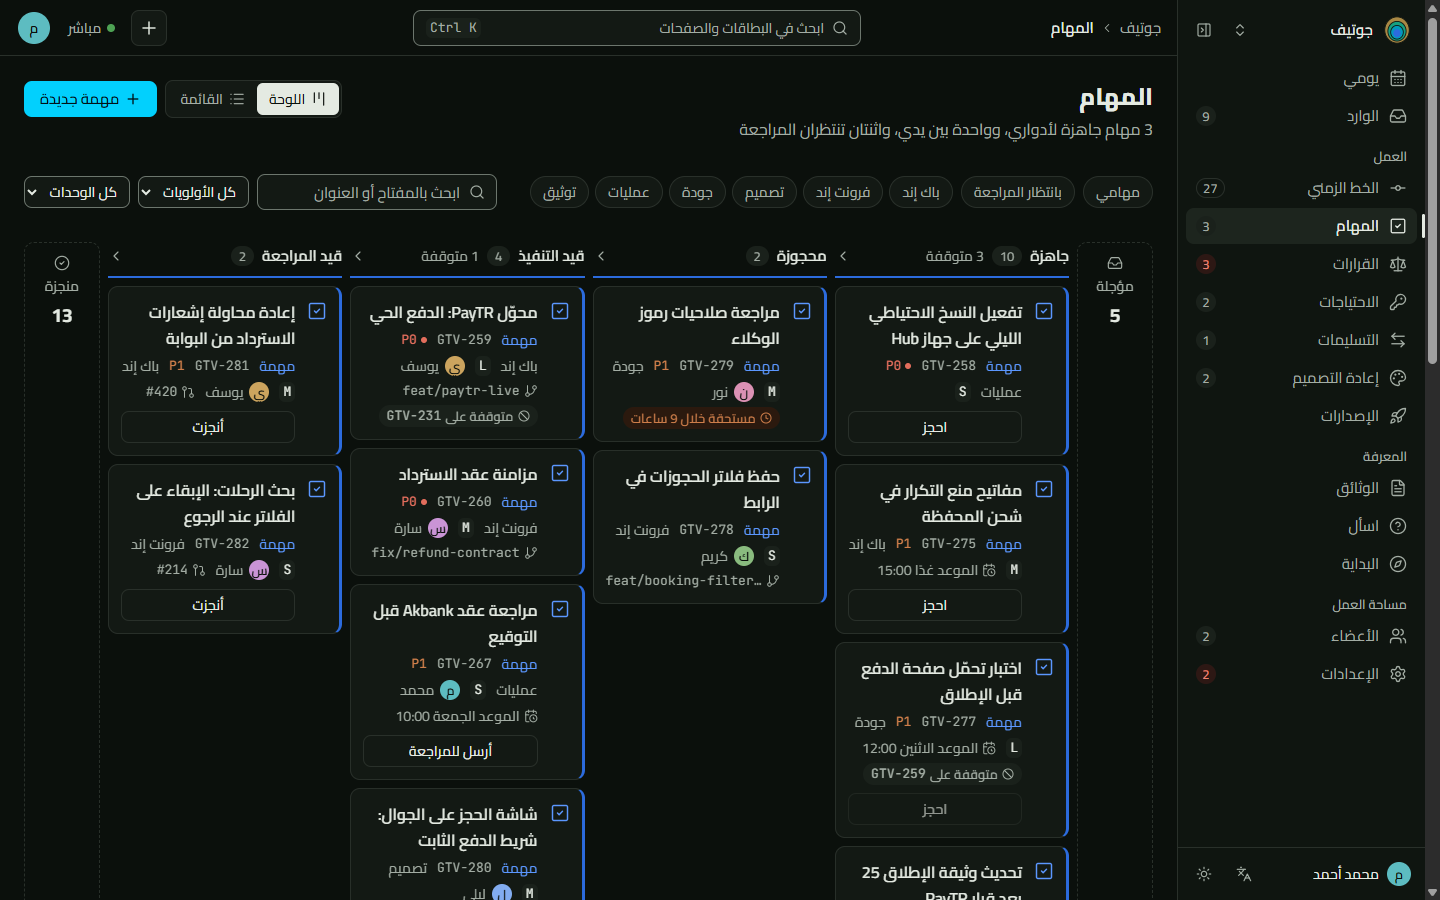 جوتيف
يومي
الوارد 9
العمل
الخط الزمني 27
المهام 3
القرارات 3
الاحتياجات 2
التسليمات 1
إعادة التصميم 2
الإصدارات
المعرفة
الوثائق
اسأل
البداية
مساحة العمل
الأعضاء 2
الإعدادات 2
م محمد أحمد
جوتيف المهام
ابحث في البطاقات والصفحات Ctrl K
مباشر م
المهام
3 مهام جاهزة لأدواري، وواحدة بين يدي، واثنتان تنتظران المراجعة
اللوحة القائمة مهمة جديدة
مهامي بانتظار المراجعة باك إند فرونت إند تصميم جودة عمليات توثيق
ابحث بالمفتاح أو العنوان كل الأولويات كل الوحدات
مؤجلة
5
جاهزة 10 3 متوقفة
تفعيل النسخ الاحتياطي
الليلي على جهاز Hub
مهمة GTV-258 P0
عمليات S
احجز
مفاتيح منع التكرار في
شحن المحفظة
مهمة GTV-275 P1 باك إند
M الموعد غدًا 15:00
احجز
اختبار تحمّل صفحة الدفع
قبل الإطلاق
مهمة GTV-277 P1 جودة
L الموعد الاثنين 12:00
متوقفة على GTV-259
احجز
تحديث وثيقة الإطلاق 25
بعد قرار PayTR
محجوزة 2
مراجعة صلاحيات رموز
الوكلاء
مهمة GTV-279 P1 جودة
M ن نور
مستحقة خلال 9 ساعات
حفظ فلاتر الحجوزات في
الرابط
مهمة GTV-278 فرونت إند
S ك كريم
feat/booking-filter…
قيد التنفيذ 4 1 متوقفة
محوّل PayTR: الدفع الحي
مهمة GTV-259 P0
باك إند L ي يوسف
feat/paytr-live
متوقفة على GTV-231
مزامنة عقد الاسترداد
مهمة GTV-260 P0
فرونت إند M س سارة
fix/refund-contract
مراجعة عقد Akbank قبل
التوقيع
مهمة GTV-267 P1
عمليات S م محمد
الموعد الجمعة 10:00
أرسل للمراجعة
شاشة الحجز على الجوال:
شريط الدفع الثابت
مهمة GTV-280 تصميم
M ل ليلى
قيد المراجعة 2
إعادة محاولة إشعارات
الاسترداد من البوابة
مهمة GTV-281 P1 باك إند
M ي يوسف #420
أنجزت
بحث الرحلات: الإبقاء على
الفلاتر عند الرجوع
مهمة GTV-282 فرونت إند
S س سارة #214
أنجزت
منجزة
13